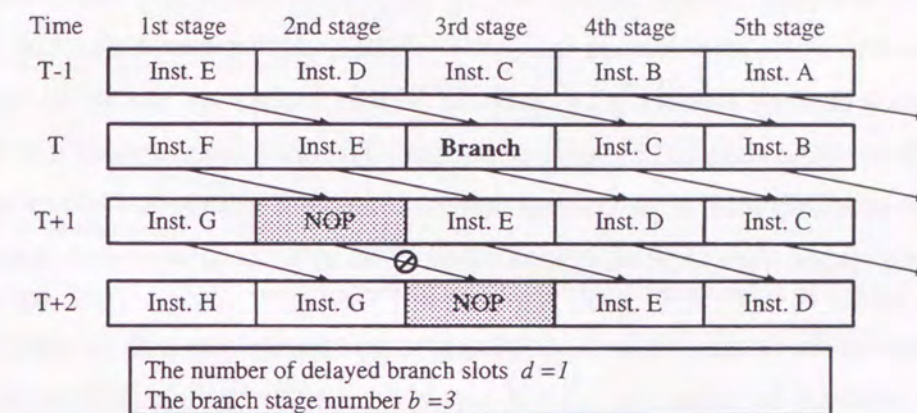 Time 1st stage 2nd stage 3rd stage 4th stage 5th stage
T-1 Inst. E Inst. D Inst. C Inst. B Inst. A
T Inst. F Inst. E Branch Inst. C Inst. B
T+1 Inst. G NOP Inst. E Inst. D Inst. C
T+2 Inst. H Inst. G NOP Inst. E Inst. D
The number of delayed branch slots d =1
The branch stage number b =3